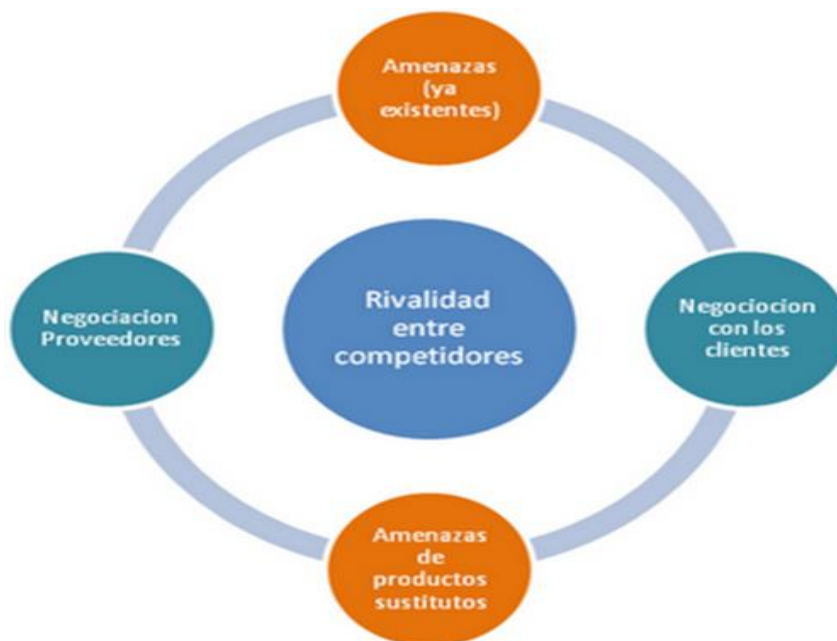 Amenazas
(ya
existentes)
Negociacion
Proveedores
Rivalidad
entre
competidores
Negociocion
con los
clientes
Amenazas
de
productos
sustitutos